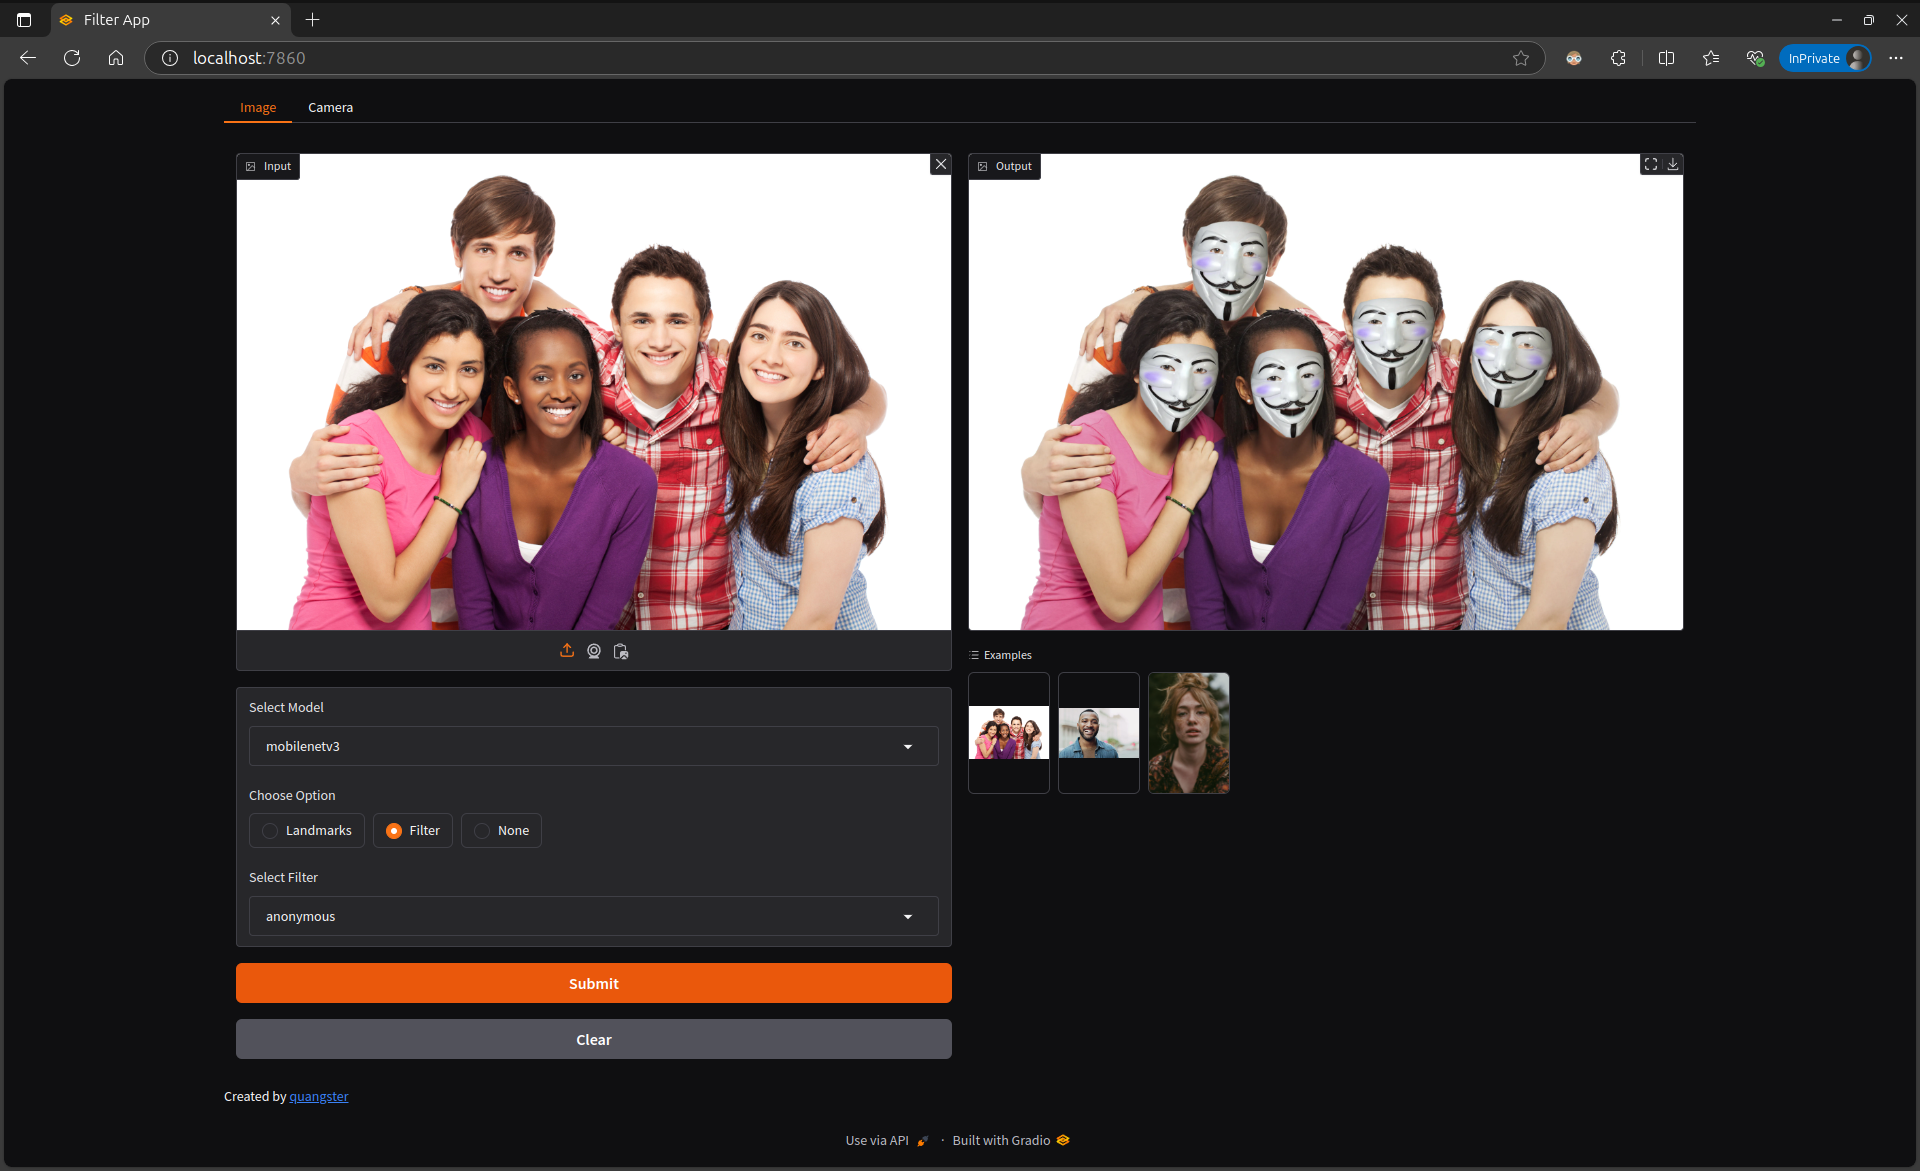 Filter App
localhost:7860
InPrivate
Image
Camera
Input
Output
Examples
Select Model
mobilenetv3
Choose Option
Landmarks
Filter
None
Select Filter
anonymous
Submit
Clear
Created by quangster
Use via API · Built with Gradio